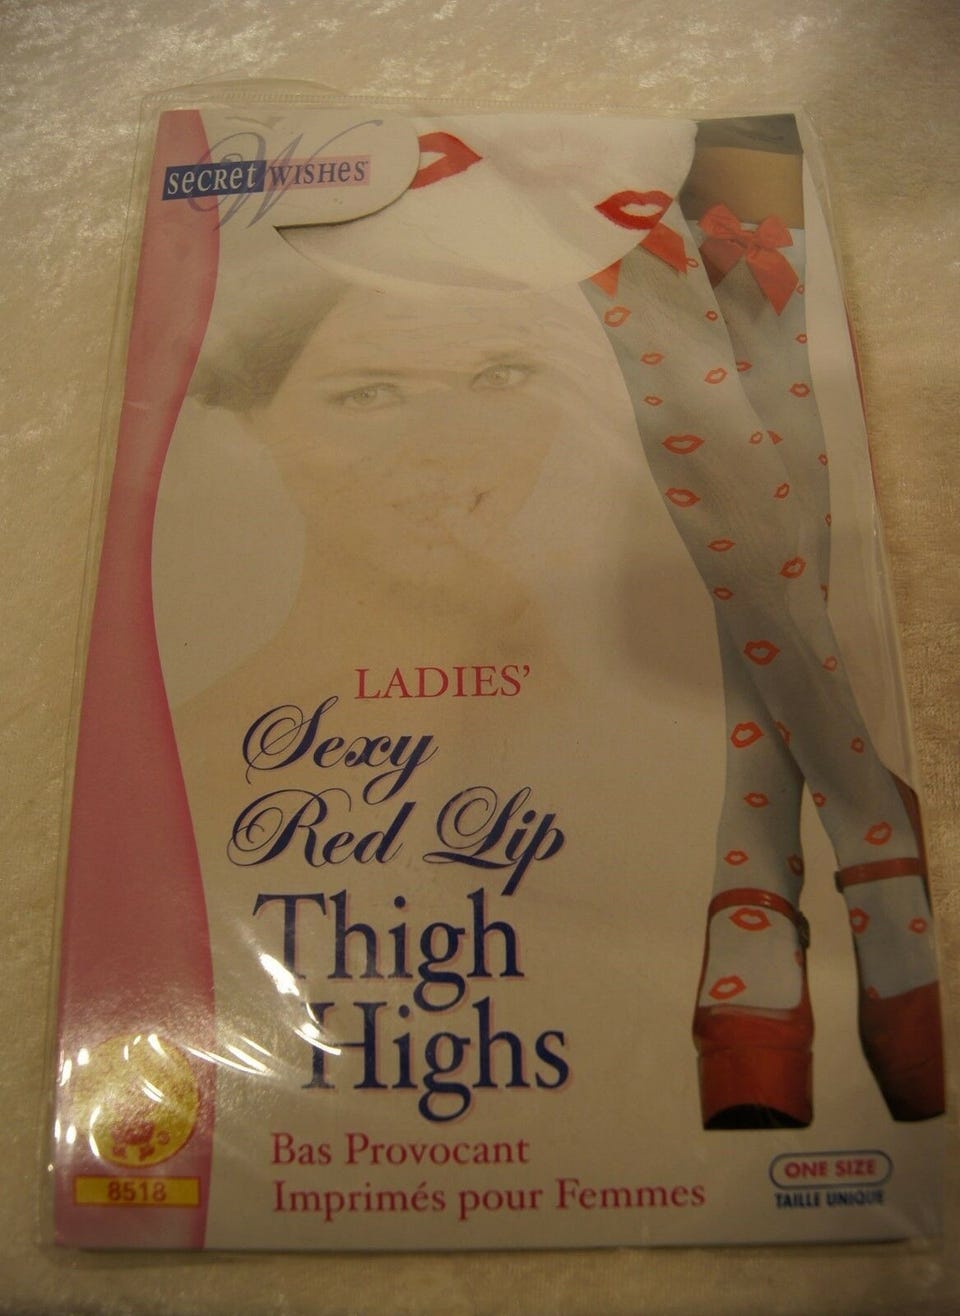 secret wishes
LADIES'
Sexy
Red Lip
Thigh
Highs
Bas Provocant
Imprimés pour Femmes
8518
ONE SIZE
TAILLE UNIQUE